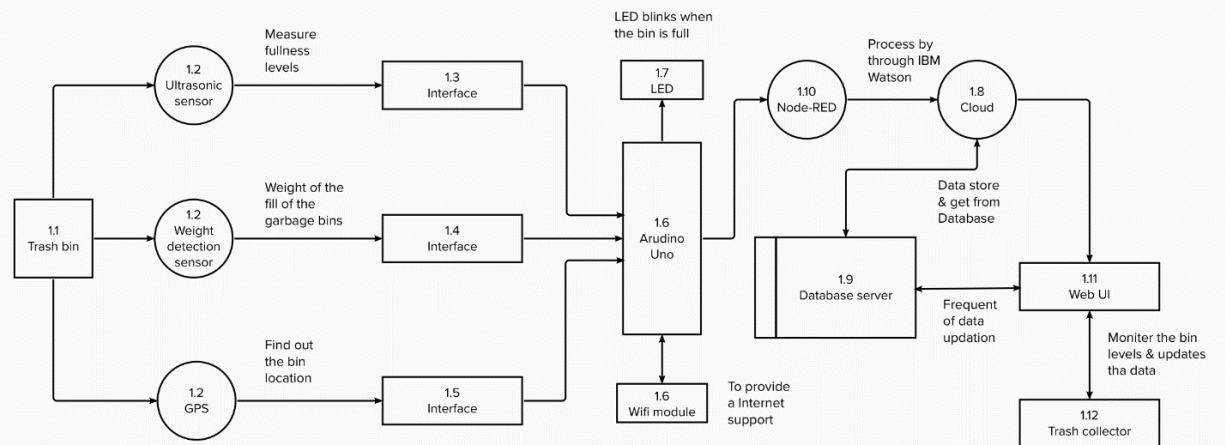 LED blinks when
the bin is full
Measure
fullness
levels
Process by
through IBM
Watson
1.2
Ultrasonic
sensor
1.3
Interface
1.7
LED
1.10
Node-RED
1.8
Cloud
Weight of the
fill of the
garbage bins
Data store
& get from
Database
1.1
Trash bin
1.2
Weight
detection
sensor
1.4
Interface
1.6
Arudino
Uno
1.9
Database server
1.11
Web UI
Frequent
of data
updation
Find out
the bin
location
Moniter the bin
levels & updates
tha data
1.2
GPS
1.5
Interface
1.6
Wifi module
To provide
a Internet
support
1.12
Trash collector